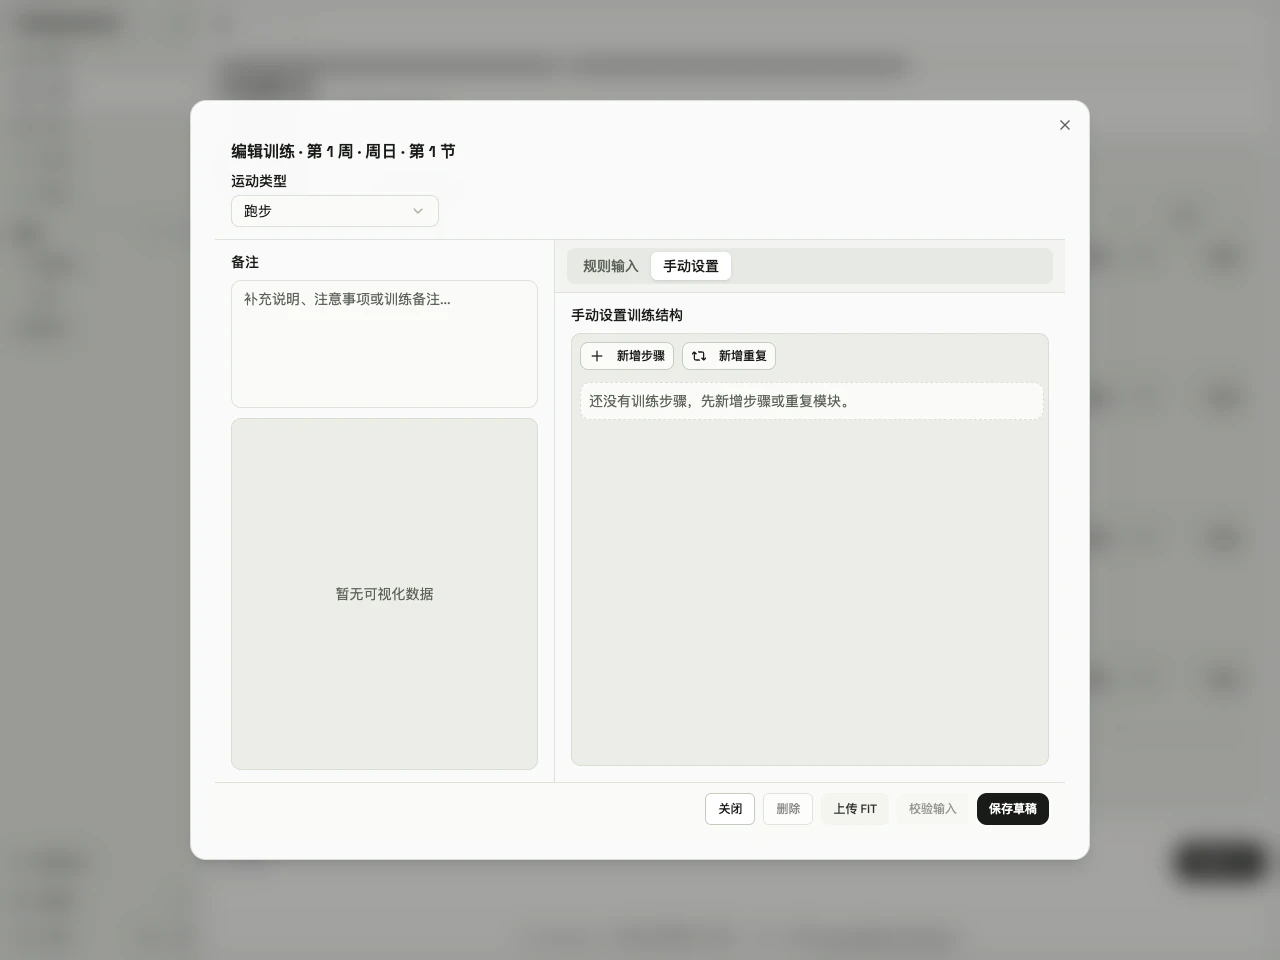 编辑训练 · 第 1 周 · 周日 · 第 1 节
运动类型
跑步
备注
补充说明、注意事项或训练备注...
暂无可视化数据
规则输入
手动设置
手动设置训练结构
新增步骤
新增重复
还没有训练步骤，先新增步骤或重复模块。
关闭
删除
上传 FIT
校验输入
保存草稿